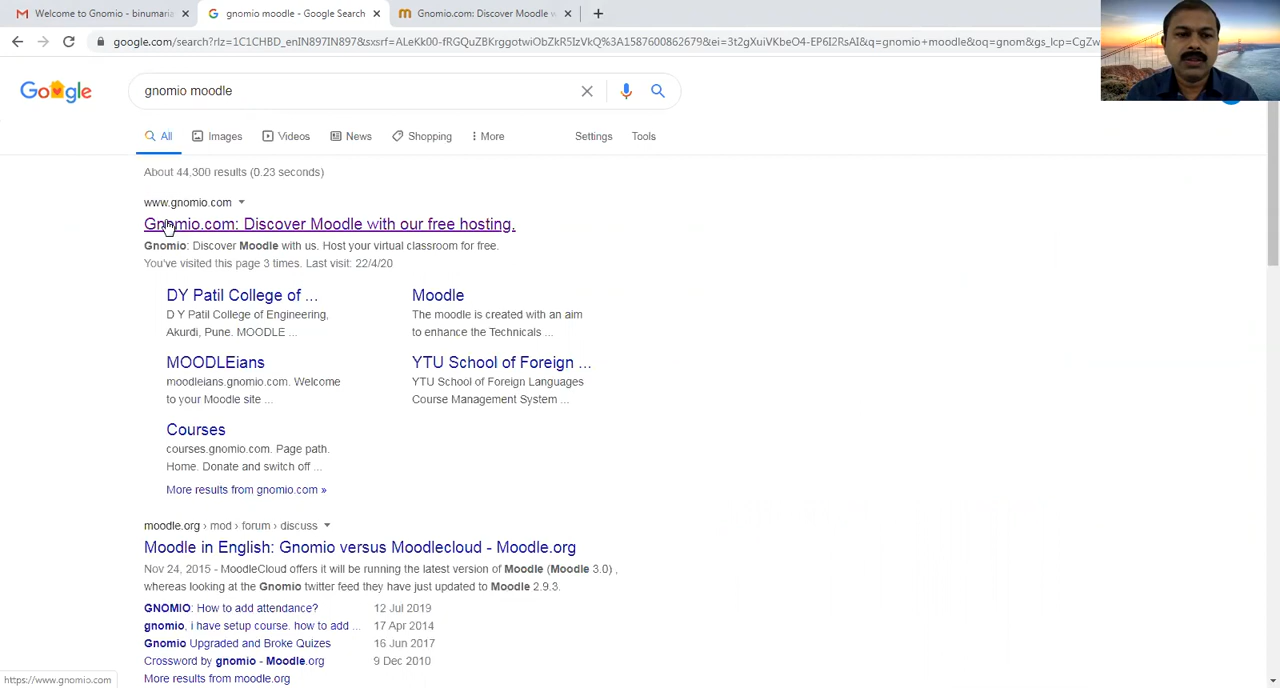 Welcome to Gnomio - binumaria
gnomio moodle - Google Search
Gnomio.com: Discover Moodle w
google.com/search?rlz=1C1CHBD_enIN897IN897&sxsrf=ALeKk00-fRGQuZBKrggotwiObZkR5IzVkQ%3A1587600862679&ei=3t2gXuiVKbeO4-EP6I2RsAI&q=gnomio+moodle&oq=gnom&gs_lcp=CgZw
Google
gnomio moodle
All Images Videos News Shopping More Settings Tools
About 44,300 results (0.23 seconds)
www.gnomio.com
Gnomio.com: Discover Moodle with our free hosting.
Gnomio: Discover Moodle with us. Host your virtual classroom for free.
You've visited this page 3 times. Last visit: 22/4/20
DY Patil College of ...
D Y Patil College of Engineering,
Akurdi, Pune. MOODLE ...
Moodle
The moodle is created with an aim
to enhance the Technicals ...
MOODLEians
moodleians.gnomio.com. Welcome
to your Moodle site ...
YTU School of Foreign ...
YTU School of Foreign Languages
Course Management System ...
Courses
courses.gnomio.com. Page path.
Home. Donate and switch off ...
More results from gnomio.com »
moodle.org › mod › forum › discuss
Moodle in English: Gnomio versus Moodlecloud - Moodle.org
Nov 24, 2015 - MoodleCloud offers it will be running the latest version of Moodle (Moodle 3.0) ,
whereas looking at the Gnomio twitter feed they have just updated to Moodle 2.9.3.
GNOMIO: How to add attendance? 12 Jul 2019
gnomio, i have setup course. how to add ... 17 Apr 2014
Gnomio Upgraded and Broke Quizes 16 Jun 2017
Crossword by gnomio - Moodle.org 9 Dec 2010
More results from moodle.org
https://www.gnomio.com